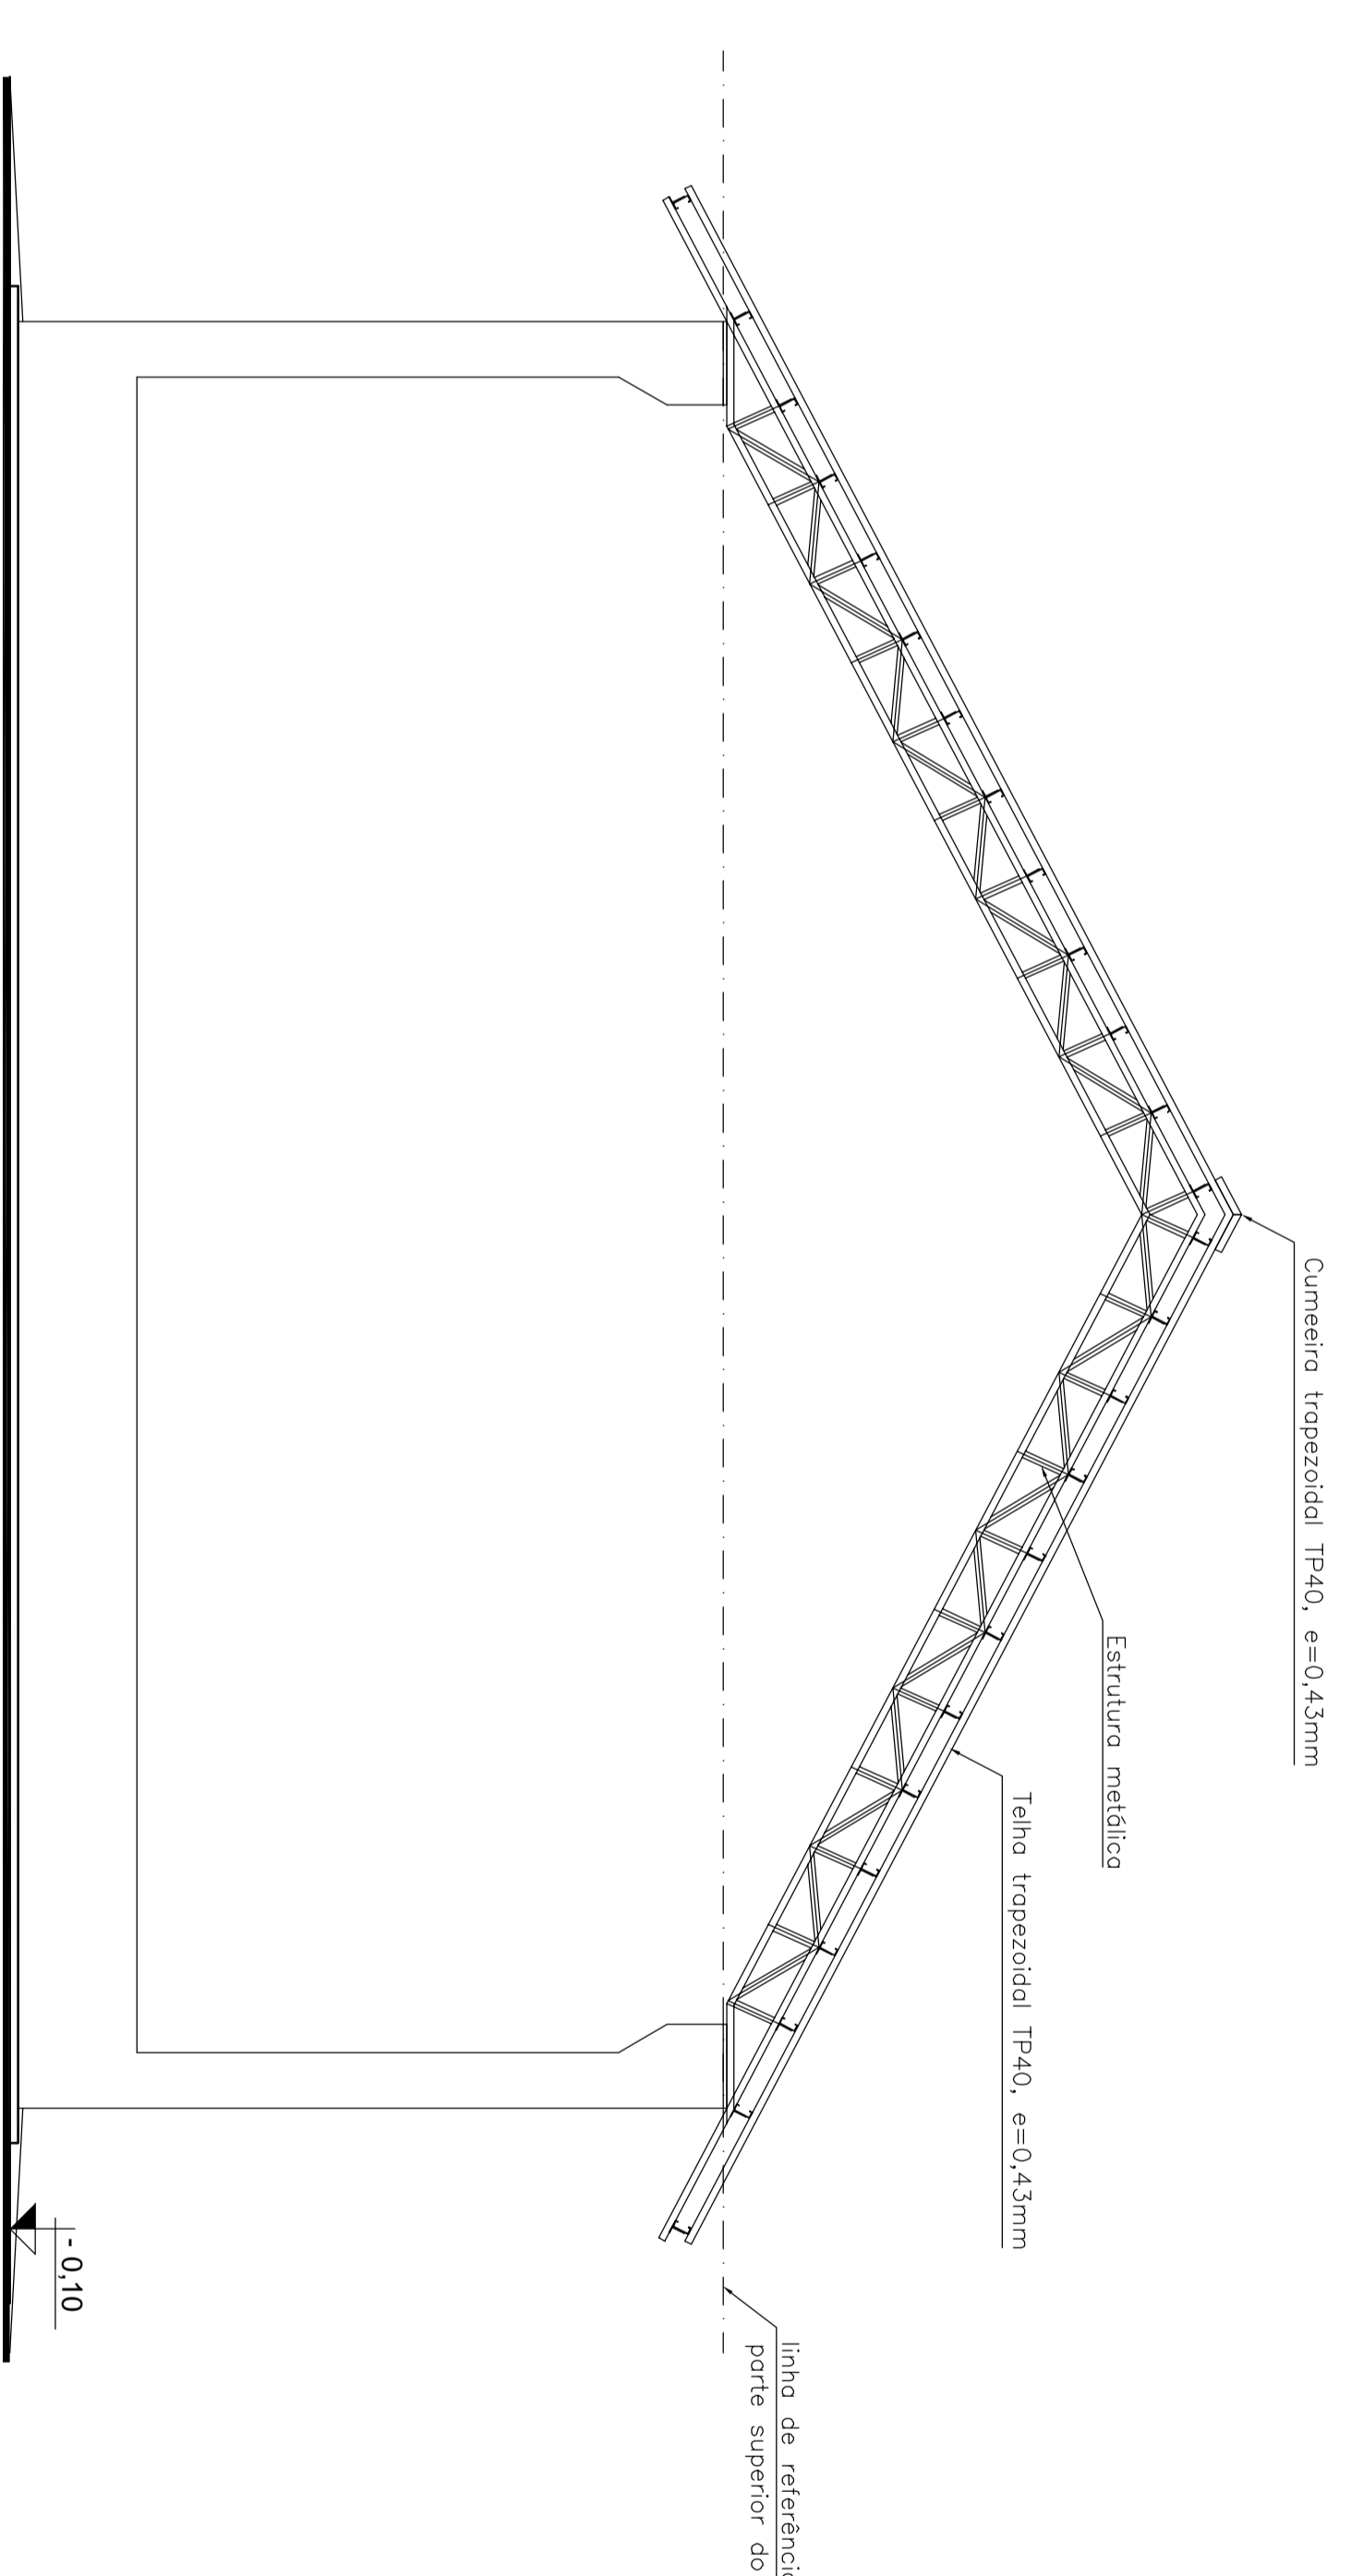 Cumeeira trapezoidal TP40, e=0,43mm
Estrutura metálica
Telha trapezoidal TP40, e=0,43mm
linha de referência
parte superior do
- 0,10